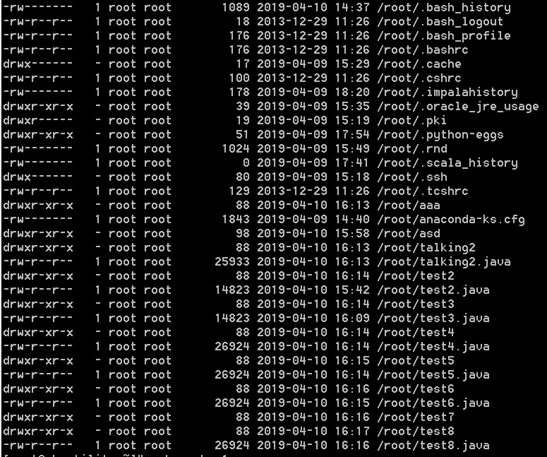 -rw------- 1 root root 1089 2019-04-10 14:37 /root/.bash_history
-rw-r--r-- 1 root root 18 2013-12-29 11:26 /root/.bash_logout
-rw-r--r-- 1 root root 176 2013-12-29 11:26 /root/.bash_profile
-rw-r--r-- 1 root root 176 2013-12-29 11:26 /root/.bashrc
drwx------ - root root 17 2019-04-09 15:29 /root/.cache
-rw-r--r-- 1 root root 100 2013-12-29 11:26 /root/.cshrc
-rw------- 1 root root 178 2019-04-09 18:20 /root/.impalahistory
drwxr-xr-x - root root 39 2019-04-09 15:35 /root/.oracle_jre_usage
drwxr----- - root root 19 2019-04-09 15:19 /root/.pki
drwxr-xr-x - root root 51 2019-04-09 17:54 /root/.python-eggs
-rw------- 1 root root 1024 2019-04-09 15:49 /root/.rnd
-rw------- 1 root root 0 2019-04-09 17:41 /root/.scala_history
drwx------ - root root 80 2019-04-09 15:18 /root/.ssh
-rw-r--r-- 1 root root 129 2013-12-29 11:26 /root/.tcshrc
drwxr-xr-x - root root 88 2019-04-10 16:13 /root/aaa
-rw------- 1 root root 1843 2019-04-09 14:40 /root/anaconda-ks.cfg
drwxr-xr-x - root root 98 2019-04-10 15:58 /root/asd
drwxr-xr-x - root root 88 2019-04-10 16:13 /root/talking2
-rw-r--r-- 1 root root 25933 2019-04-10 16:13 /root/talking2.java
drwxr-xr-x - root root 88 2019-04-10 16:14 /root/test2
-rw-r--r-- 1 root root 14823 2019-04-10 15:42 /root/test2.java
drwxr-xr-x - root root 88 2019-04-10 16:14 /root/test3
-rw-r--r-- 1 root root 14823 2019-04-10 16:09 /root/test3.java
drwxr-xr-x - root root 88 2019-04-10 16:14 /root/test4
-rw-r--r-- 1 root root 26924 2019-04-10 16:14 /root/test4.java
drwxr-xr-x - root root 88 2019-04-10 16:15 /root/test5
-rw-r--r-- 1 root root 26924 2019-04-10 16:14 /root/test5.java
drwxr-xr-x - root root 88 2019-04-10 16:16 /root/test6
-rw-r--r-- 1 root root 26924 2019-04-10 16:15 /root/test6.java
drwxr-xr-x - root root 88 2019-04-10 16:16 /root/test7
drwxr-xr-x - root root 88 2019-04-10 16:17 /root/test8
-rw-r--r-- 1 root root 26924 2019-04-10 16:16 /root/test8.java